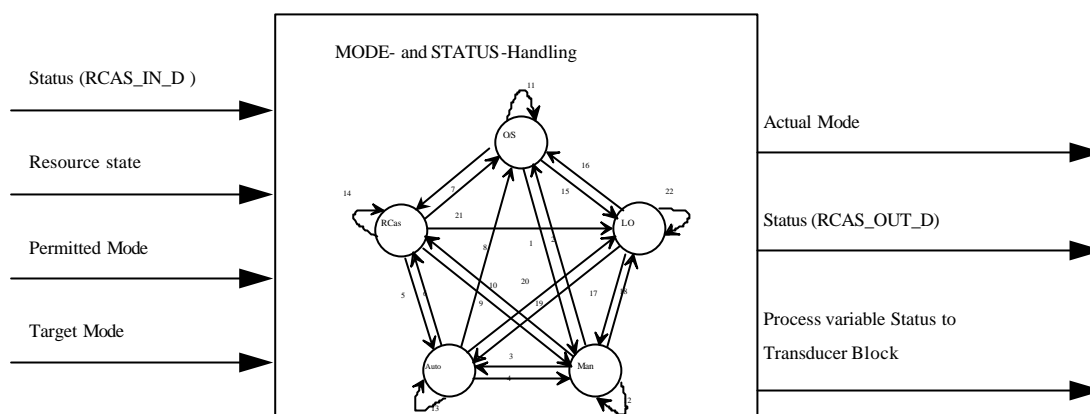 MODE- and STATUS-Handling
Status (RCAS_IN_D )
Resource state
Permitted Mode
Target Mode
Actual Mode
Status (RCAS_OUT_D)
Process variable Status to
Transducer Block
11
OS
16
7
15
14
22
RCas
21
LO
8
1
2
5
6
10
20
9
19
17
18
3
Auto
Man
4
13
12